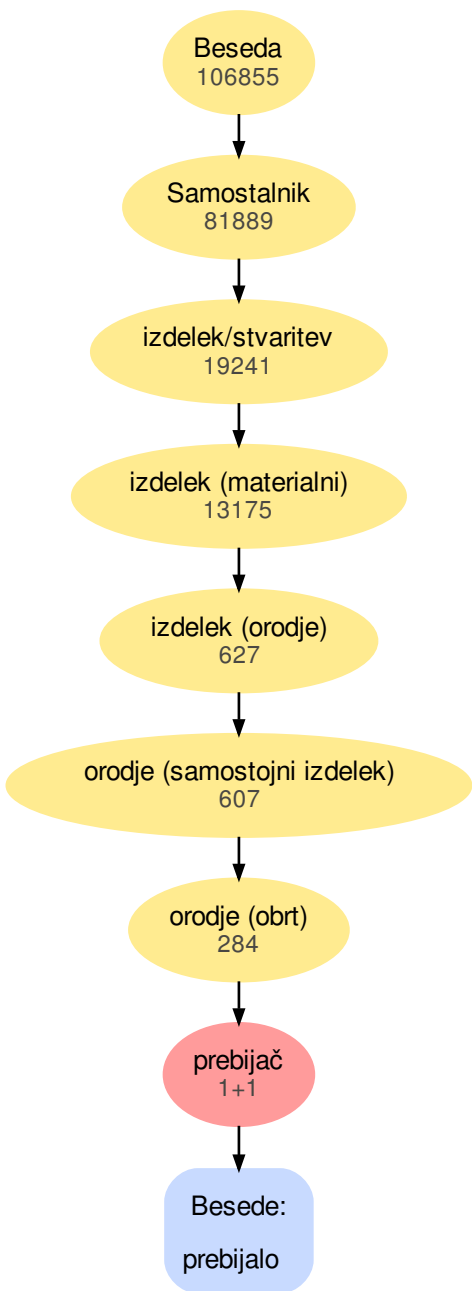 Beseda
106855
Samostalnik
81889
izdelek/stvaritev
19241
izdelek (materialni)
13175
izdelek (orodje)
627
orodje (samostojni izdelek)
607
orodje (obrt)
284
prebijač
1+1
Besede:
prebijalo